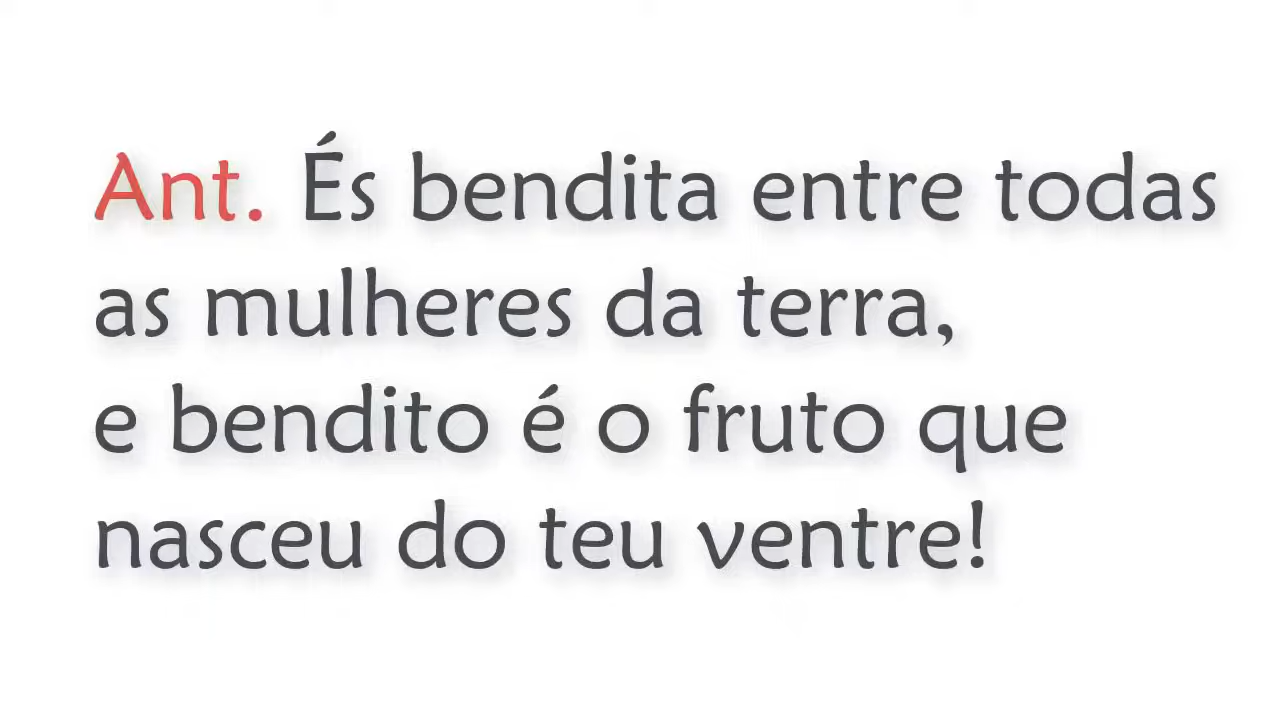 Ant. És bendita entre todas
as mulheres da terra,
e bendito é o fruto que
nasceu do teu ventre!